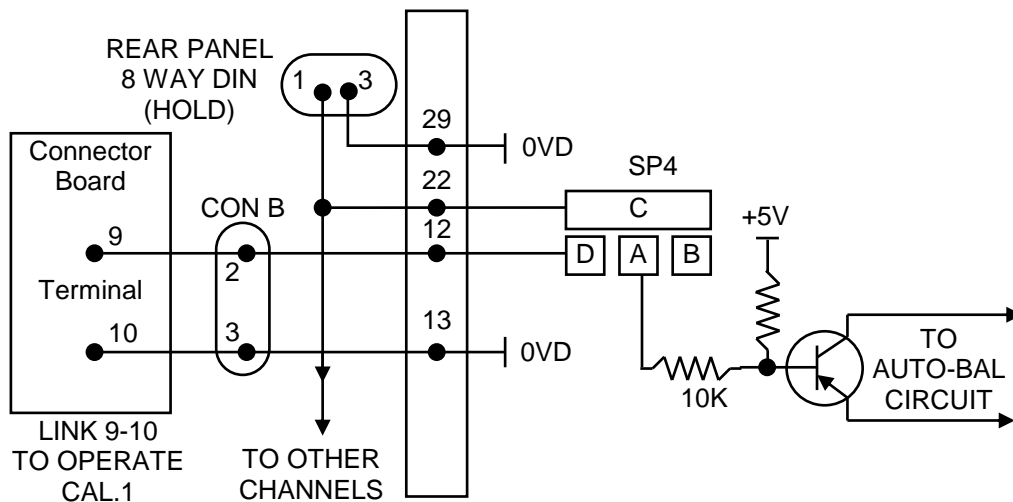 REAR PANEL
8 WAY DIN
(HOLD)
1
3
29
0VD
Connector
Board
CON B
22
SP4
C
9
2
12
D
A
B
+5V
Terminal
10
3
13
0VD
10K
TO
AUTO-BAL
CIRCUIT
LINK 9-10
TO OPERATE
CAL.1
TO OTHER
CHANNELS